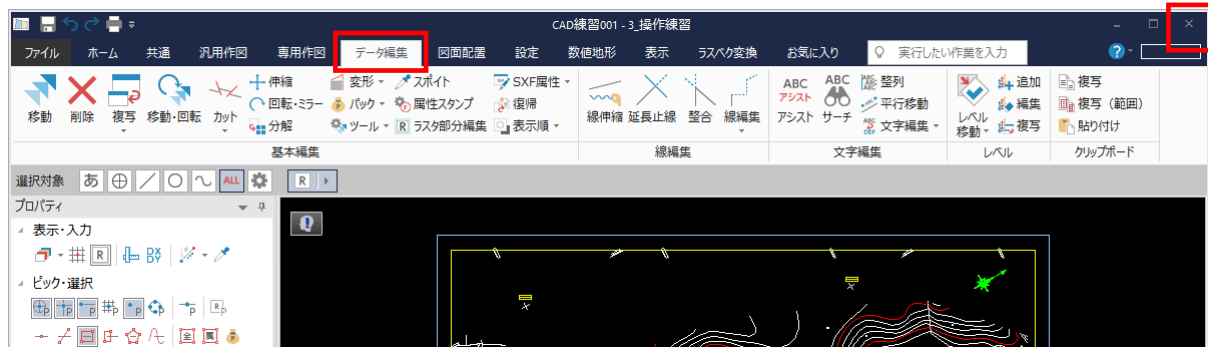 CAD練習001 - 3_操作練習
ファイル ホーム 共通 汎用作図 専用作図 データ編集 図面配置 設定 数値地形 表示 ラスベク変換 お気に入り 実行したい作業を入力 ?
移動 削除 複写 移動・回転 カット
伸縮 変形 スポイト SXF属性
回転・ミラー パック 属性スタンプ 復帰
分解 ツール R ラスタ部分編集 表示順
線伸縮 延長止線 整合 線編集
ABC アシスト アシスト ABC サーチ
整列
平行移動
文字編集
レベル移動 追加
編集
複写
複写
複写（範囲）
貼り付け
基本編集 線編集 文字編集 レベル クリップボード
選択対象 あ ALL R
プロパティ
表示・入力
R DX
ピック・選択
P P P P P P R P
全 属